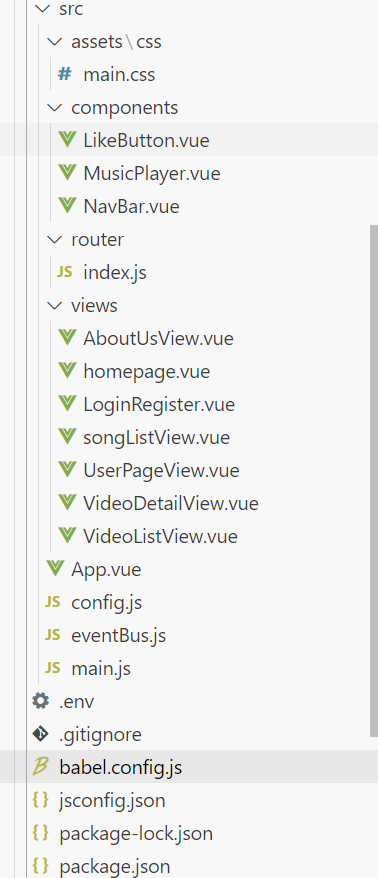 src
assets\css
# main.css
components
LikeButton.vue
MusicPlayer.vue
NavBar.vue
router
JS index.js
views
AboutUsView.vue
homepage.vue
LoginRegister.vue
songListView.vue
UserPageView.vue
VideoDetailView.vue
VideoListView.vue
App.vue
JS config.js
JS eventBus.js
JS main.js
.env
.gitignore
B babel.config.js
{} jsconfig.json
{} package-lock.json
{} package.json